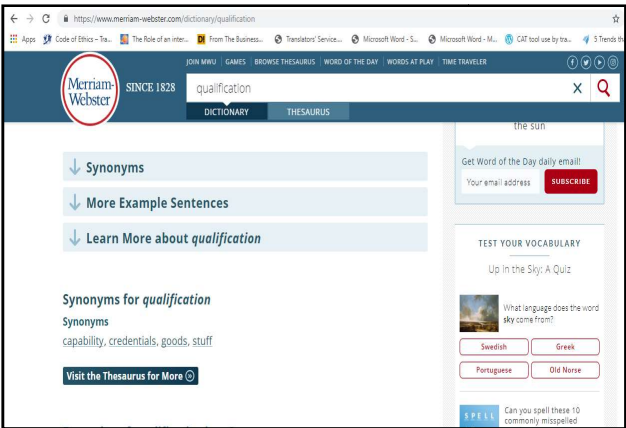 https://www.merriam-webster.com/dictionary/qualification
Apps Code of Ethics – Tra... The Role of an inter... From The Business... Translators' Service... Microsoft Word - S... Microsoft Word - M... CAT tool use by tra... 5 Trends th
JOIN MWU | GAMES | BROWSE THESAURUS | WORD OF THE DAY | WORDS AT PLAY | TIME TRAVELER
Merriam-
Webster
SINCE 1828
qualification
DICTIONARY THESAURUS
Synonyms
More Example Sentences
Learn More about qualification
Synonyms for qualification
Synonyms
capability, credentials, goods, stuff
Visit the Thesaurus for More
the sun
Get Word of the Day daily email!
Your email address SUBSCRIBE
TEST YOUR VOCABULARY
Up in the Sky: A Quiz
What language does the word
sky come from?
Swedish Greek
Portuguese Old Norse
SPELL
Can you spell these 10
commonly misspelled